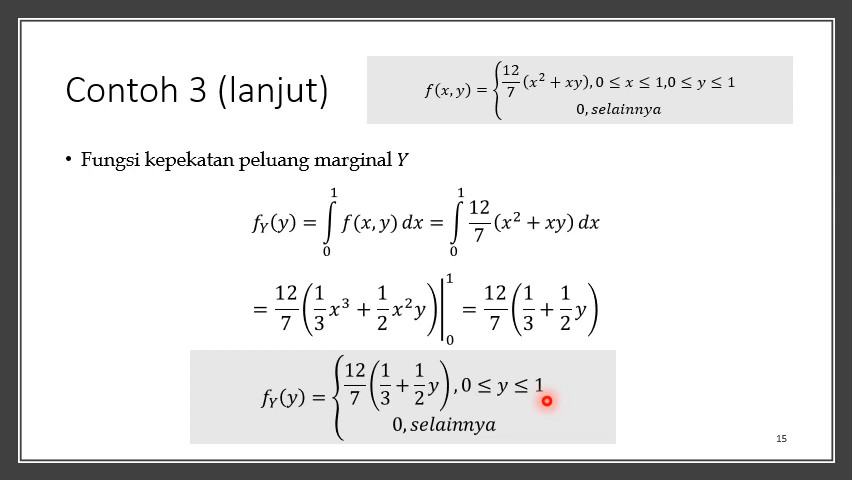 Contoh 3 (lanjut)
f(x, y) = { 12/7 (x² + xy), 0 ≤ x ≤ 1,0 ≤ y ≤ 1
0, selainnya
• Fungsi kepekatan peluang marginal Y
f_Y(y) = ∫₀¹ f(x, y) dx = ∫₀¹ 12/7 (x² + xy) dx
= 12/7 (1/3 x³ + 1/2 x²y)|₀¹ = 12/7 (1/3 + 1/2 y)
f_Y(y) = { 12/7 (1/3 + 1/2 y), 0 ≤ y ≤ 1
0, selainnya
15